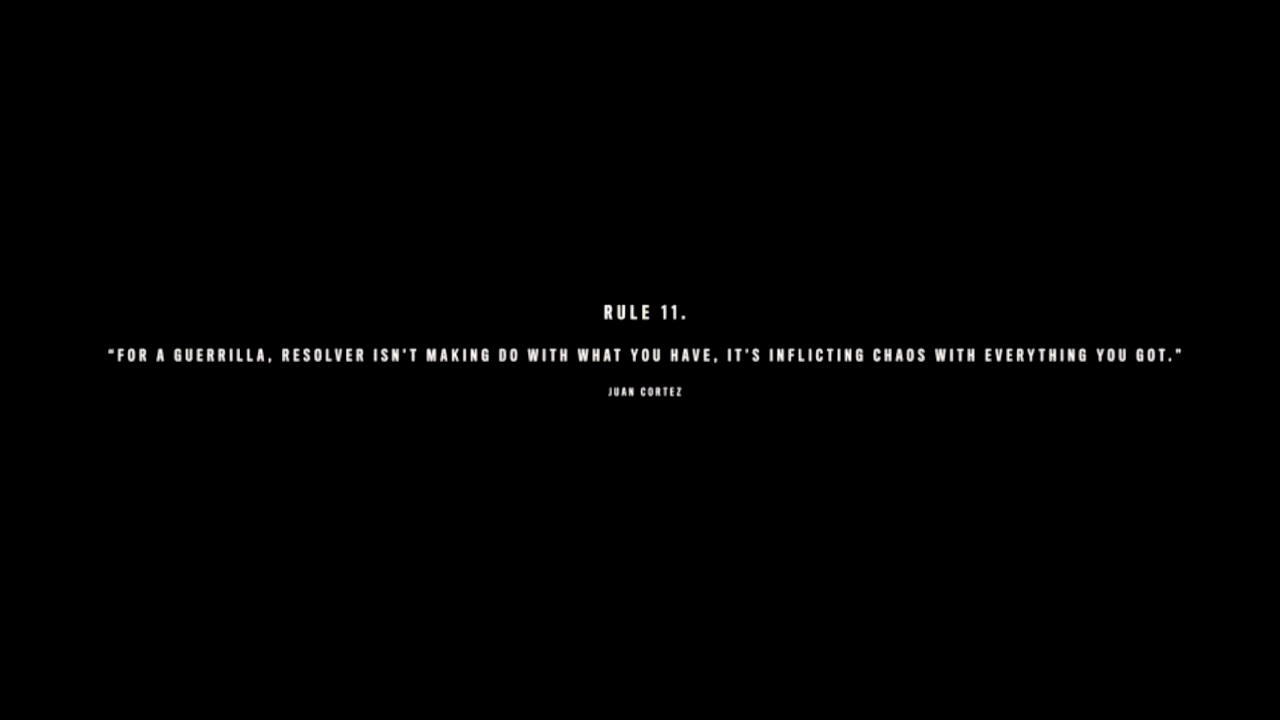 RULE 11.
“FOR A GUERRILLA, RESOLVER ISN'T MAKING DO WITH WHAT YOU HAVE, IT'S INFLICTING CHAOS WITH EVERYTHING YOU GOT.”
JUAN CORTEZ